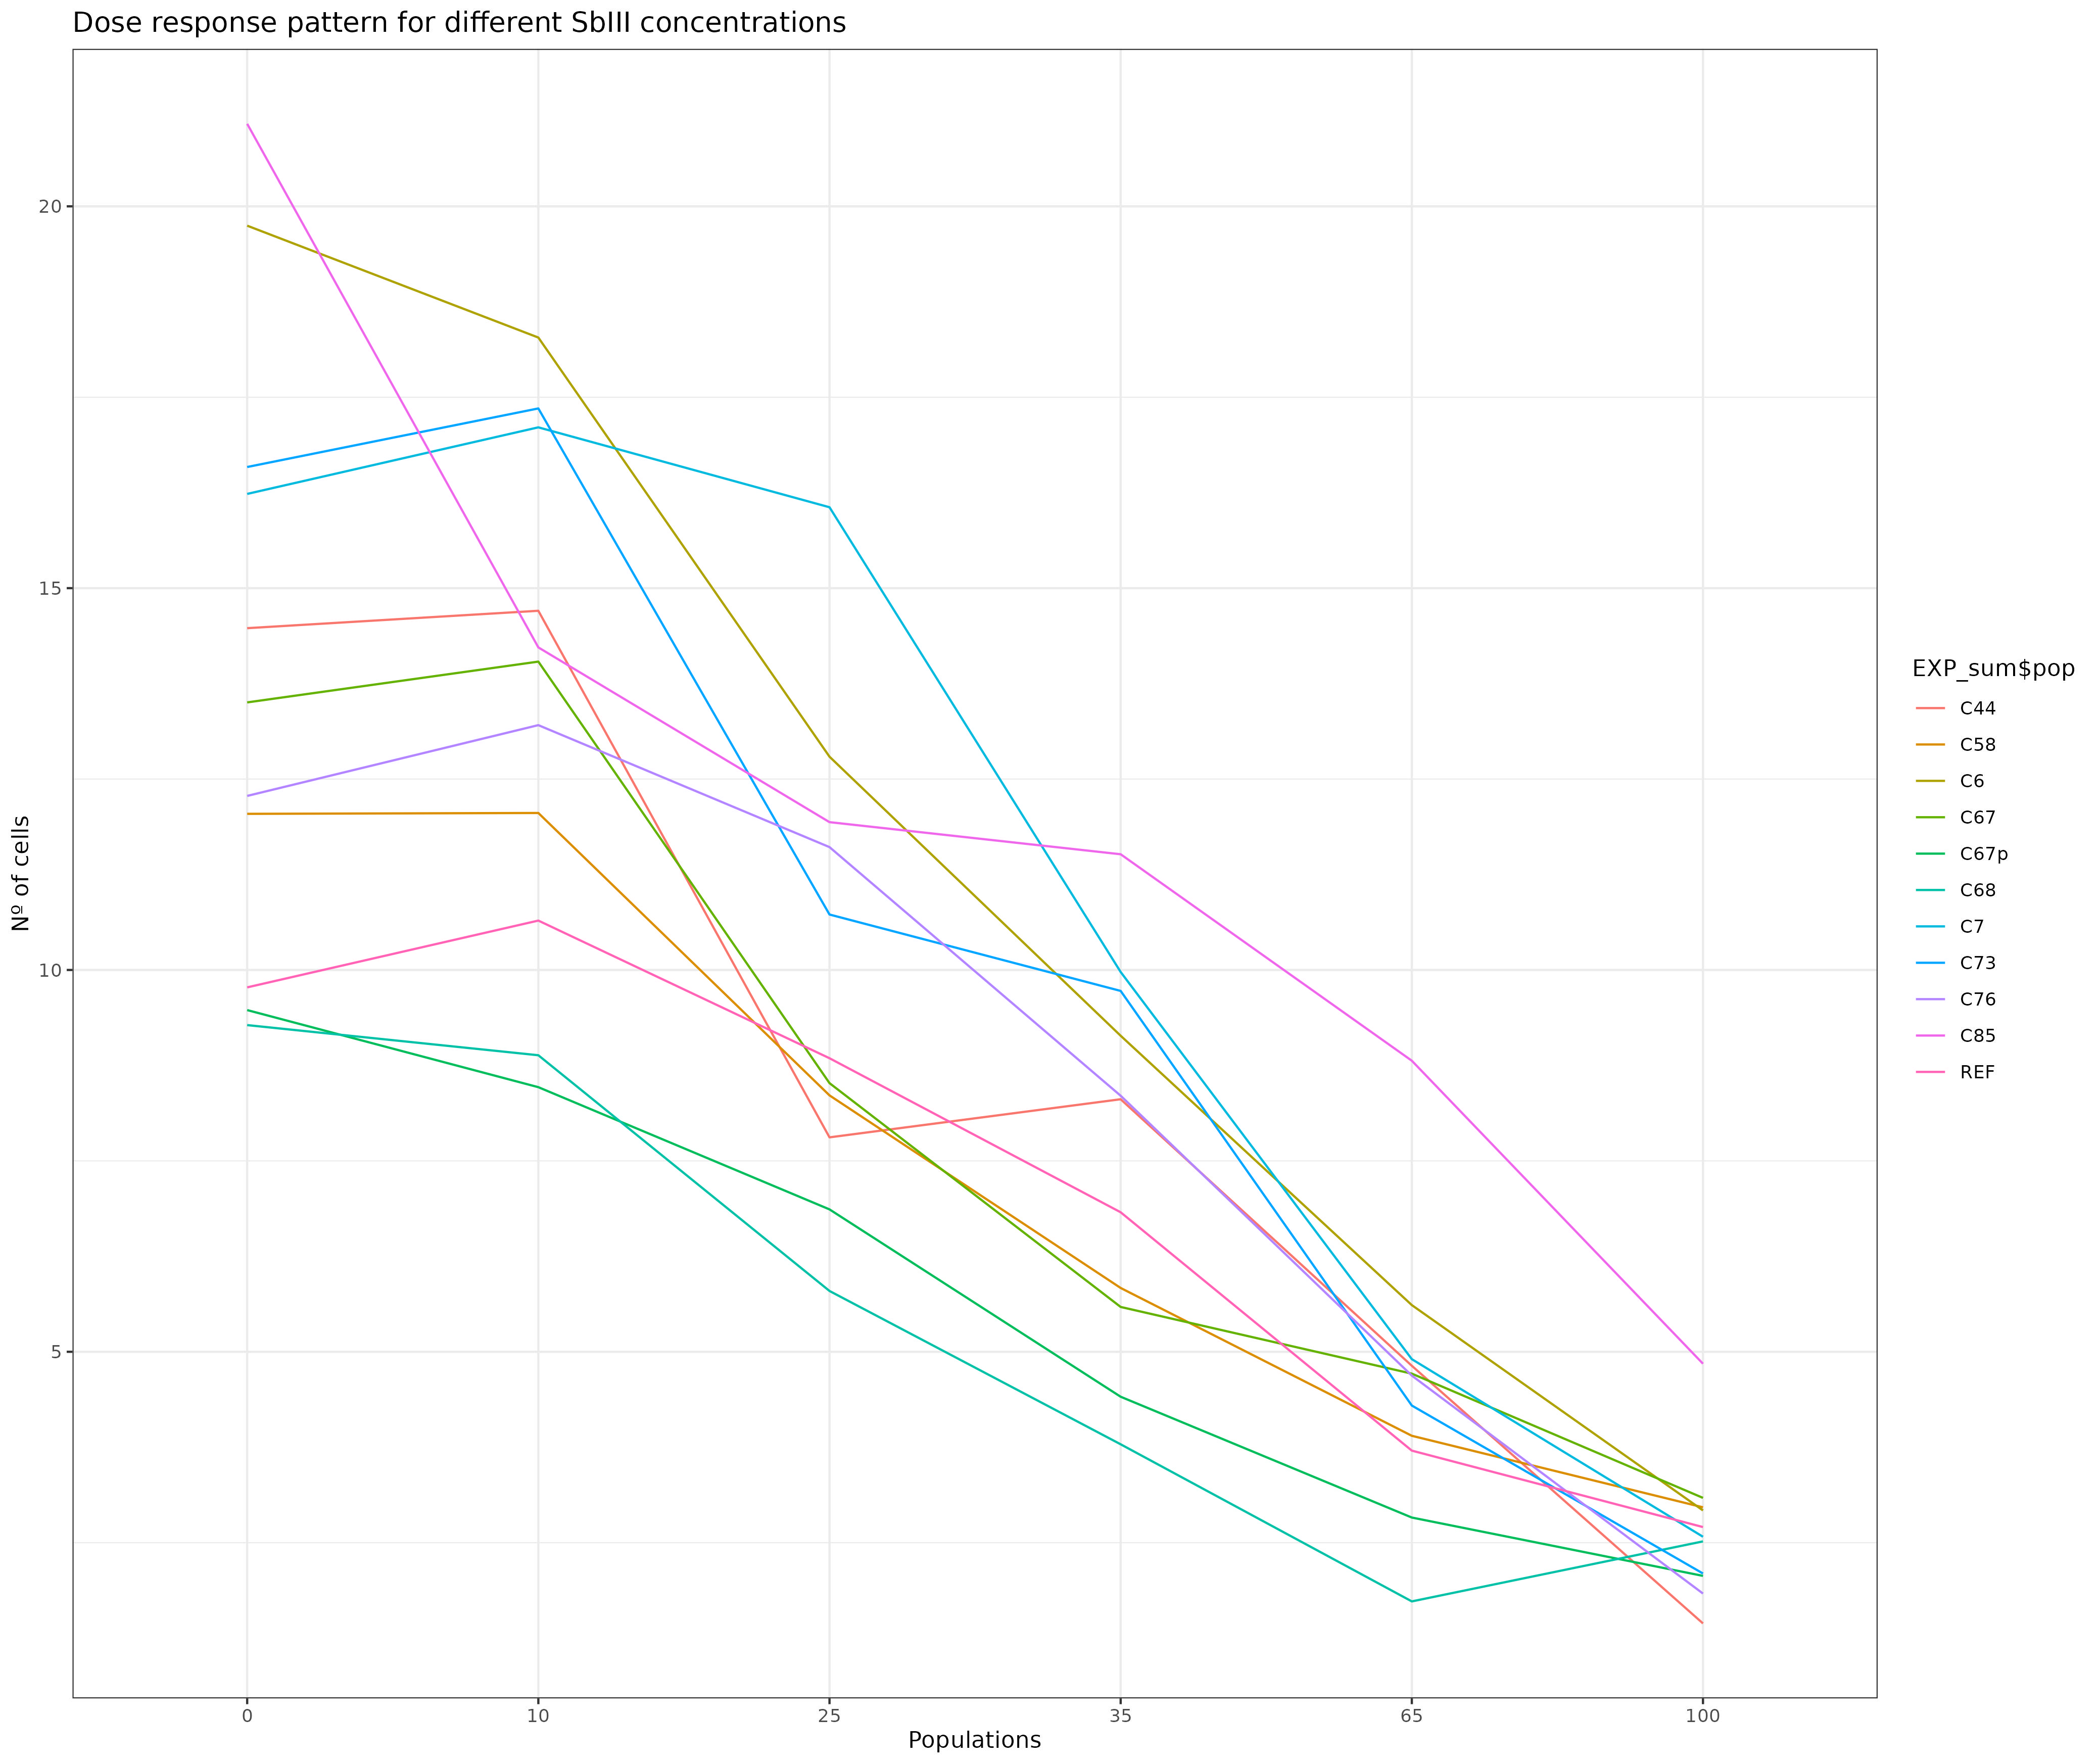 Dose response pattern for different SbIII concentrations
20
15
10
5
Nº of cells
0 10 25 35 65 100
Populations
EXP_sum$pop
C44
C58
C6
C67
C67p
C68
C7
C73
C76
C85
REF